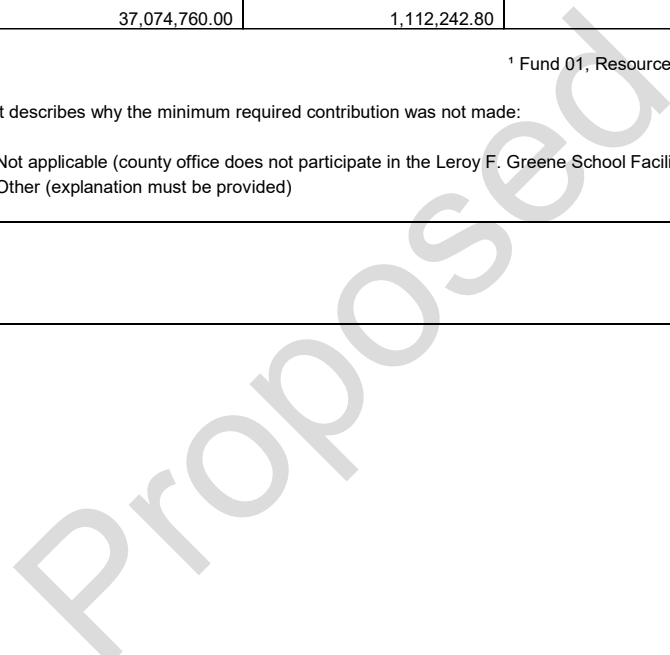 37,074,760.00 1,112,242.80
¹ Fund 01, Resource
t describes why the minimum required contribution was not made:
Not applicable (county office does not participate in the Leroy F. Greene School Facili
Other (explanation must be provided)
Proposed